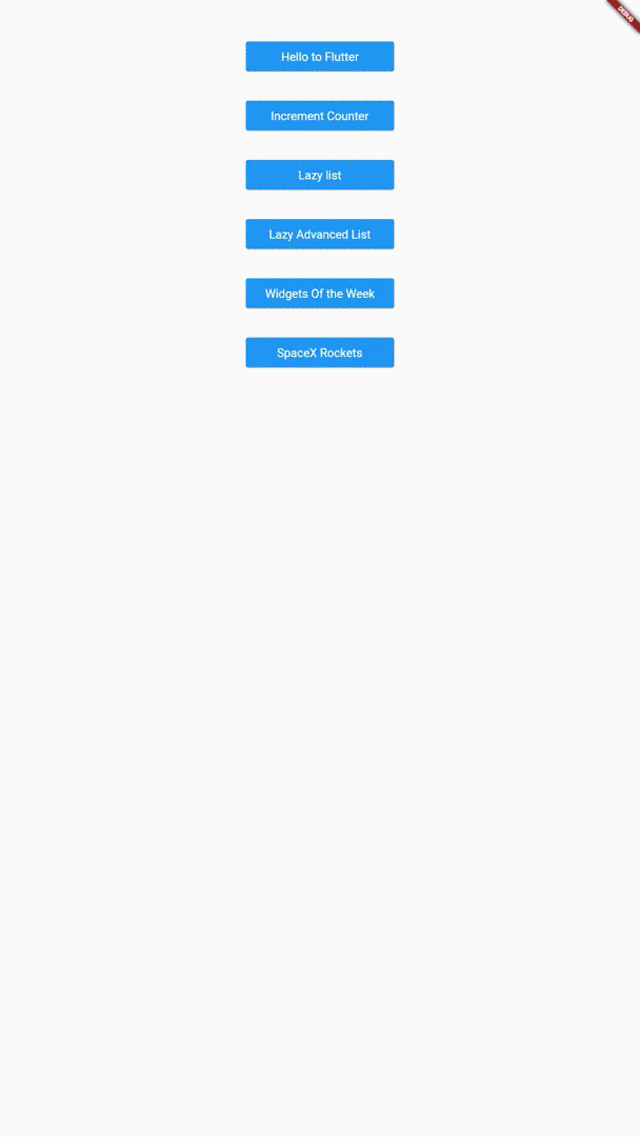 DEBUG
Hello to Flutter
Increment Counter
Lazy list
Lazy Advanced List
Widgets Of the Week
SpaceX Rockets